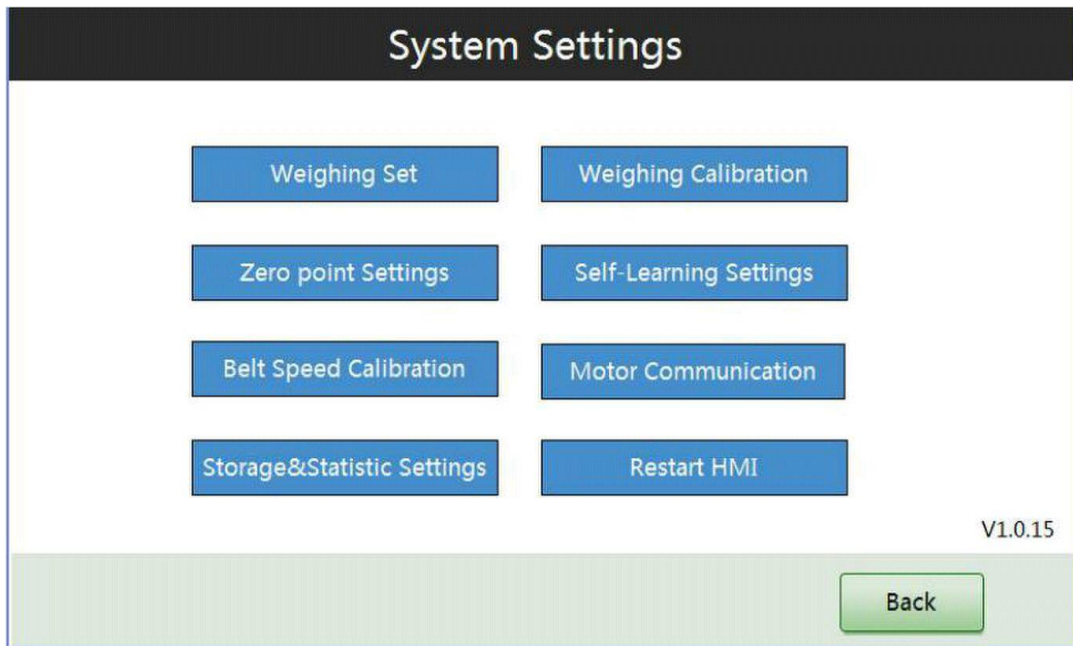 System Settings
Weighing Set
Weighing Calibration
Zero point Settings
Self-Learning Settings
Belt Speed Calibration
Motor Communication
Storage&Statistic Settings
Restart HMI
V1.0.15
Back